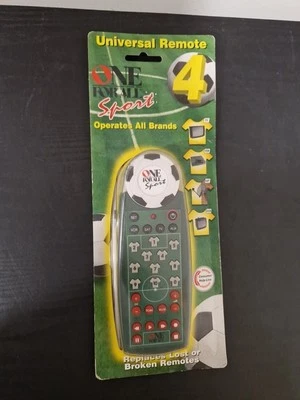 Universal Remote
4
ONE
FOR ALL
Sport
Operates All Brands
ONE
FOR ALL
Sport
ONE
Replaces Lost or
Broken Remotes